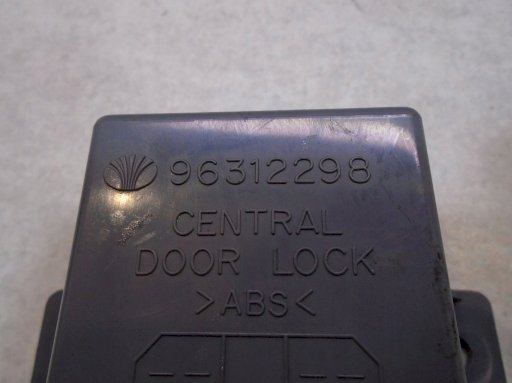 96312298
CENTRAL
DOOR LOCK
>ABS<